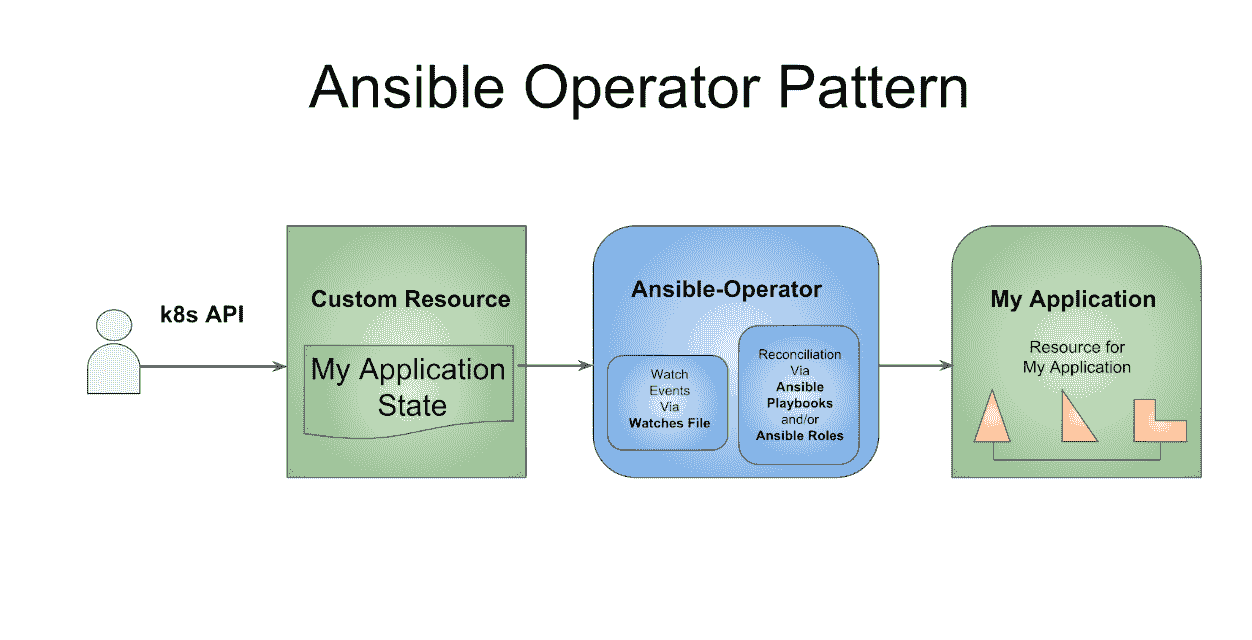 Ansible Operator Pattern
k8s API
Custom Resource
My Application
State
Ansible-Operator
Watch
Events
Via
Watches File
Reconciliation
Via
Ansible
Playbooks
and/or
Ansible Roles
My Application
Resource for
My Application